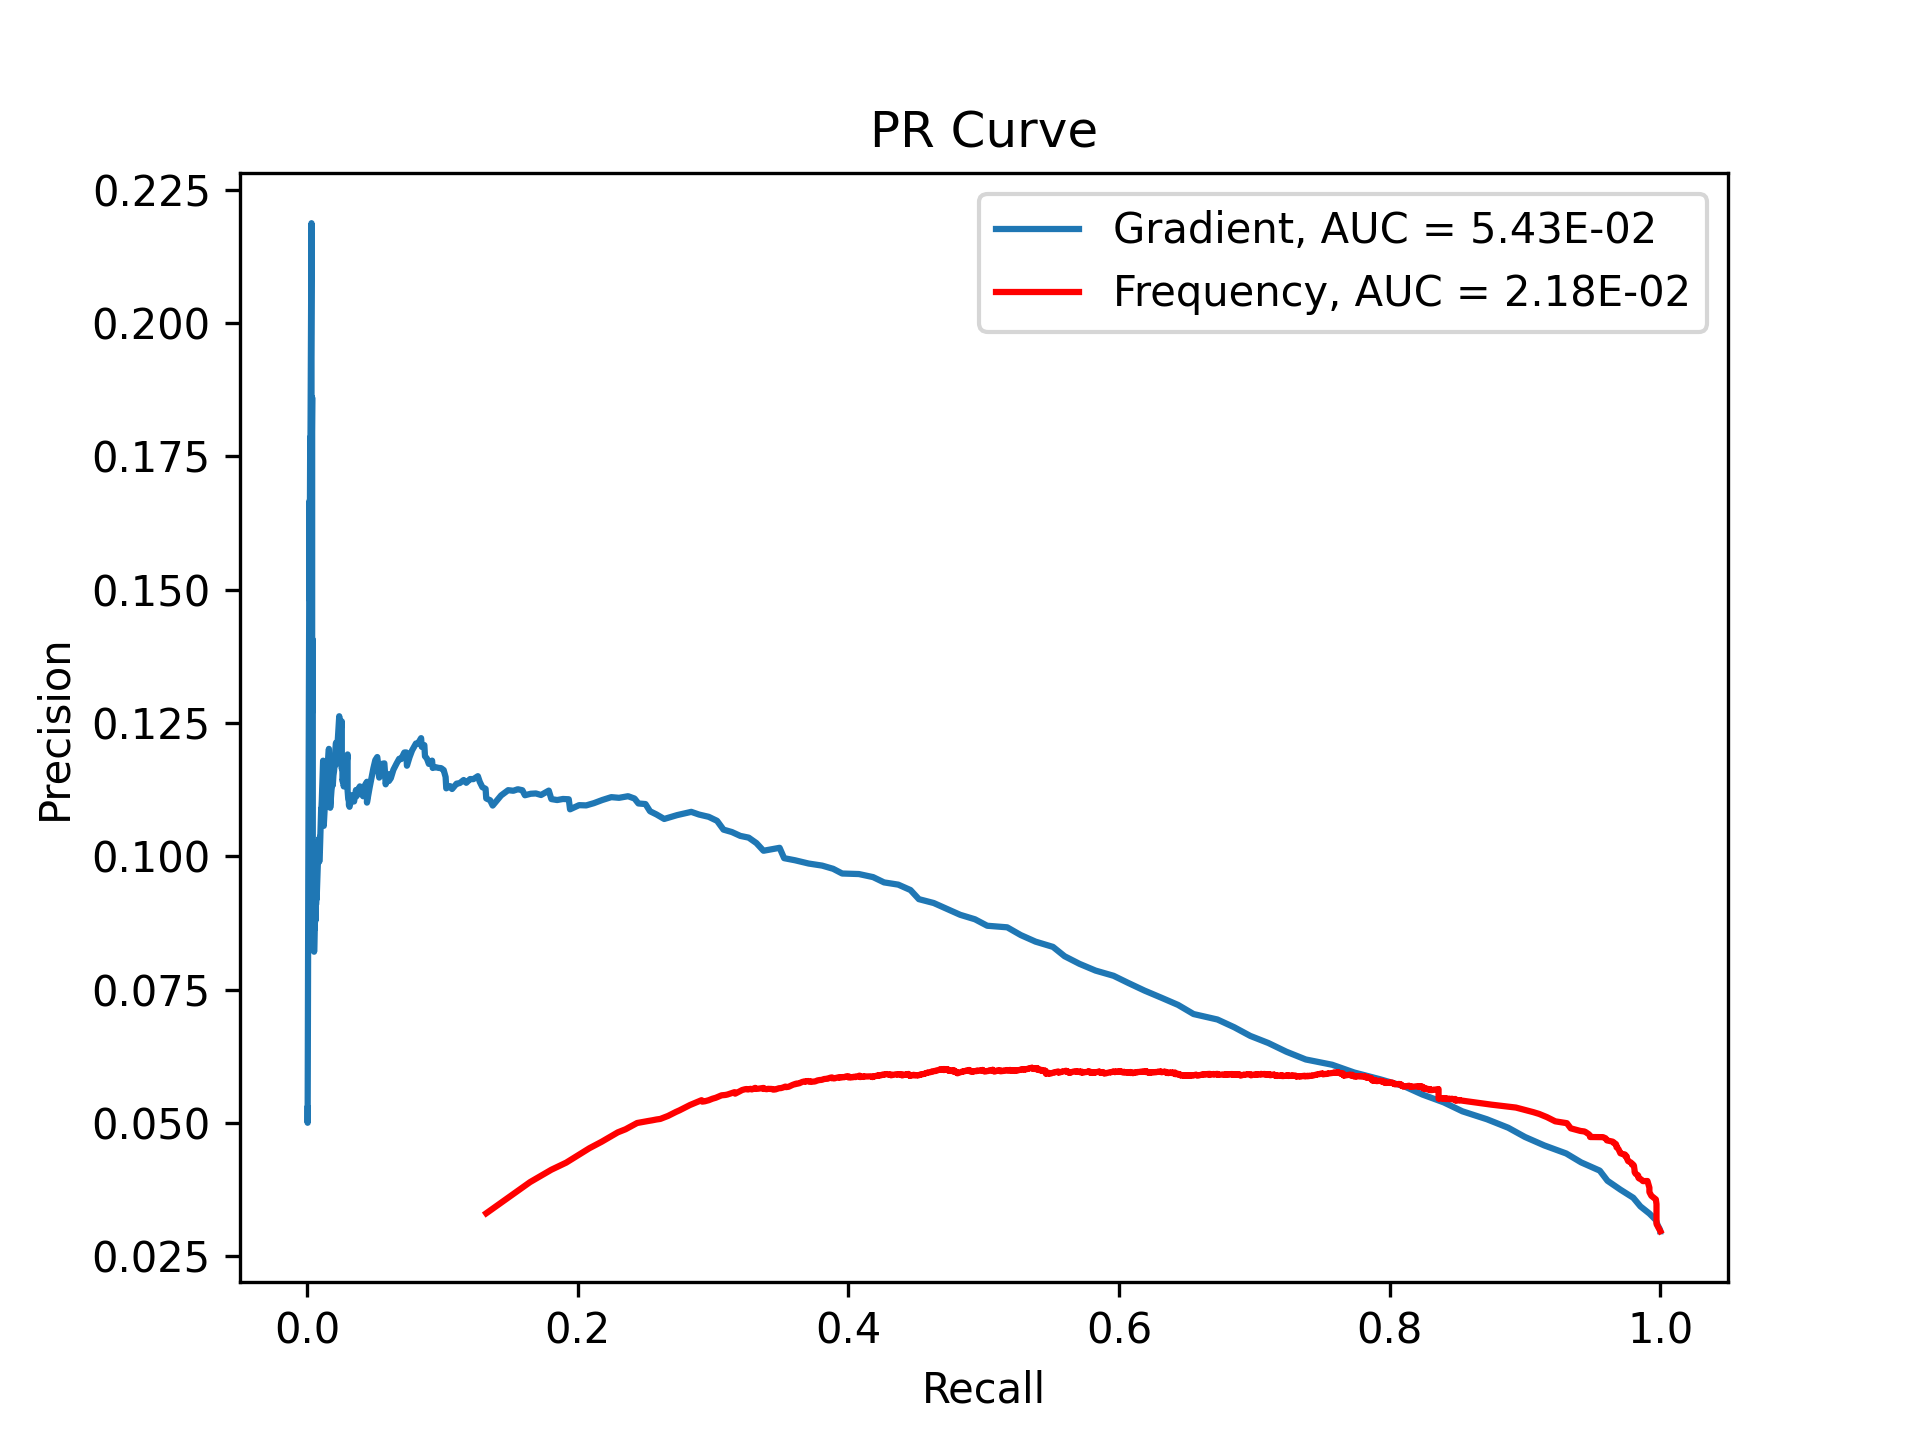 PR Curve
0.225
0.200
0.175
0.150
0.125
0.100
0.075
0.050
0.025
Precision
Gradient, AUC = 5.43E-02
Frequency, AUC = 2.18E-02
0.0 0.2 0.4 0.6 0.8 1.0
Recall